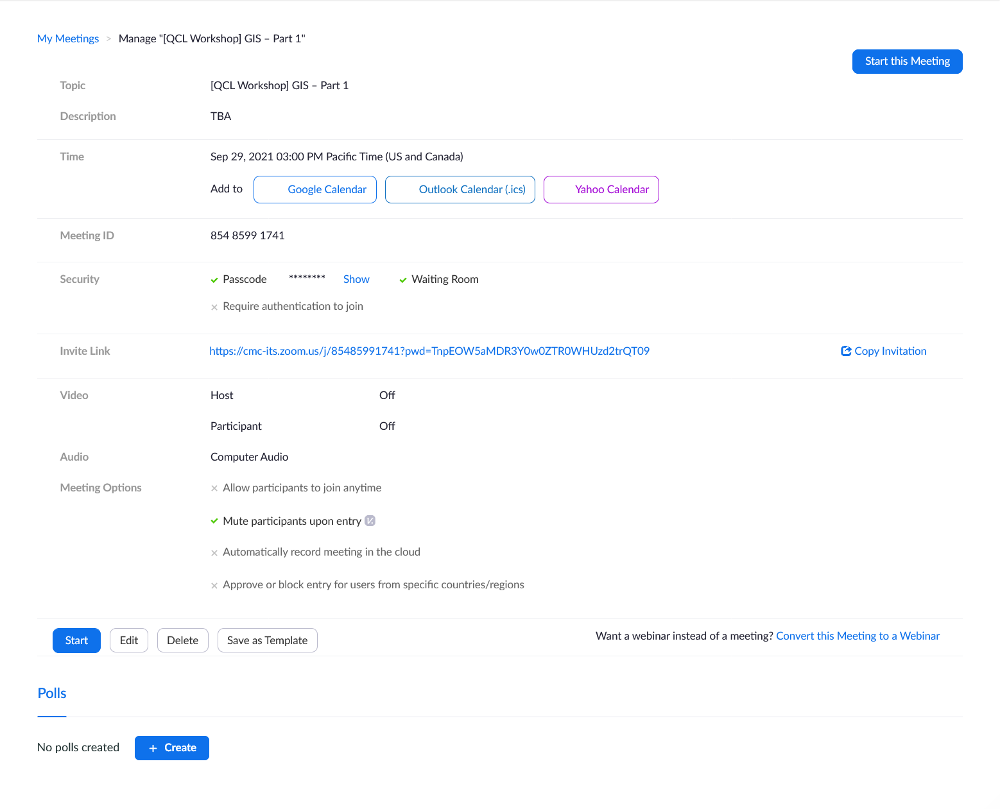 My Meetings > Manage "[QCL Workshop] GIS – Part 1"
Start this Meeting
Topic [QCL Workshop] GIS – Part 1
Description TBA
Time Sep 29, 2021 03:00 PM Pacific Time (US and Canada)
Add to Google Calendar Outlook Calendar (.ics) Yahoo Calendar
Meeting ID 854 8599 1741
Security Passcode ******** Show Waiting Room
Require authentication to join
Invite Link https://cmc-its.zoom.us/j/85485991741?pwd=TnpEOW5aMDR3Y0w0ZTR0WHUzd2trQT09 Copy Invitation
Video Host Off
Participant Off
Audio Computer Audio
Meeting Options Allow participants to join anytime
Mute participants upon entry
Automatically record meeting in the cloud
Approve or block entry for users from specific countries/regions
Start Edit Delete Save as Template Want a webinar instead of a meeting? Convert this Meeting to a Webinar
Polls
No polls created + Create